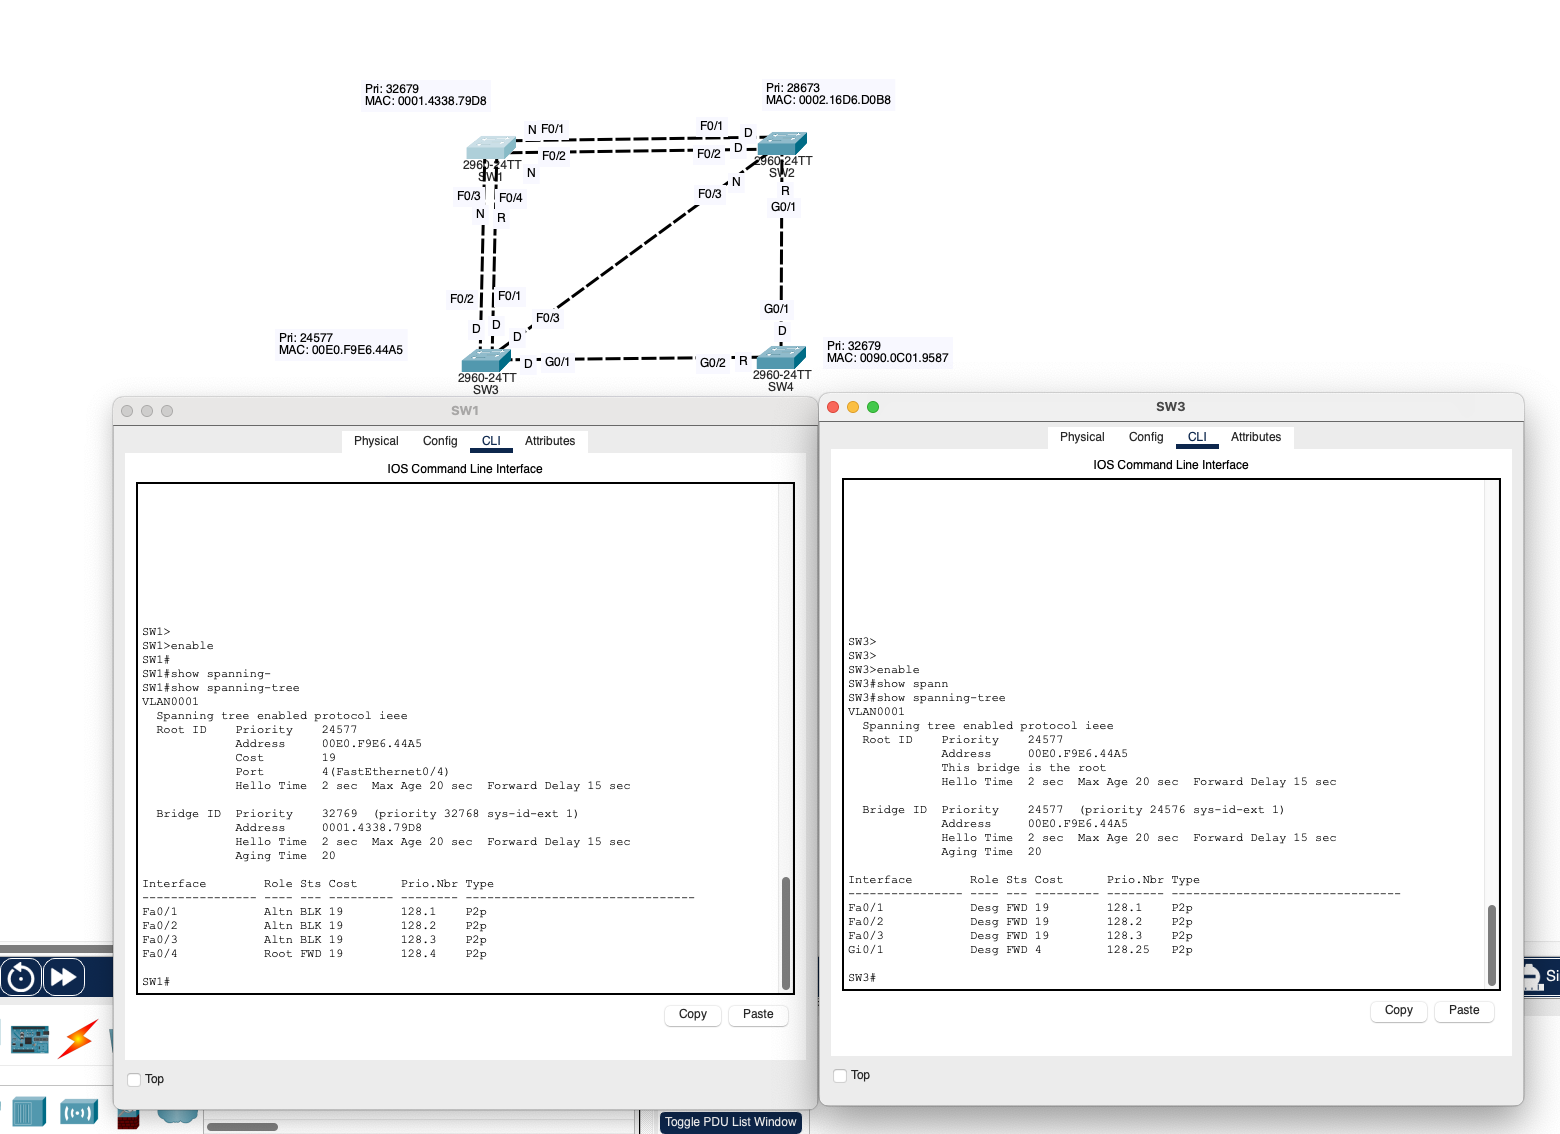 Pri: 32679
MAC: 0001.4338.79D8
Pri: 28673
MAC: 0002.16D6.D0B8
N F0/1
F0/1 D
F0/2
F0/2 D
2960-24TT
SW1
N
2960-24TT
SW2
F0/3 F0/4
N R
N
F0/3
R
G0/1
F0/2 F0/1
D D
F0/3
D
G0/1
D
Pri: 24577
MAC: 00E0.F9E6.44A5
D G0/1
G0/2 R
Pri: 32679
MAC: 0090.0C01.9587
2960-24TT
SW3
2960-24TT
SW4
SW1
Physical Config CLI Attributes
IOS Command Line Interface
SW1>
SW1>enable
SW1#
SW1#show spanning-
SW1#show spanning-tree
VLAN0001
Spanning tree enabled protocol ieee
Root ID Priority 24577
Address 00E0.F9E6.44A5
Cost 19
Port 4(FastEthernet0/4)
Hello Time 2 sec Max Age 20 sec Forward Delay 15 sec
Bridge ID Priority 32769 (priority 32768 sys-id-ext 1)
Address 0001.4338.79D8
Hello Time 2 sec Max Age 20 sec Forward Delay 15 sec
Aging Time 20
Interface Role Sts Cost Prio.Nbr Type
---------------- ---- --- --------- -------- --------------------------------
Fa0/1 Altn BLK 19 128.1 P2p
Fa0/2 Altn BLK 19 128.2 P2p
Fa0/3 Altn BLK 19 128.3 P2p
Fa0/4 Root FWD 19 128.4 P2p
SW1#
Copy Paste
Top
SW3
Physical Config CLI Attributes
IOS Command Line Interface
SW3>
SW3>
SW3>enable
SW3#show spann
SW3#show spanning-tree
VLAN0001
Spanning tree enabled protocol ieee
Root ID Priority 24577
Address 00E0.F9E6.44A5
This bridge is the root
Hello Time 2 sec Max Age 20 sec Forward Delay 15 sec
Bridge ID Priority 24577 (priority 24576 sys-id-ext 1)
Address 00E0.F9E6.44A5
Hello Time 2 sec Max Age 20 sec Forward Delay 15 sec
Aging Time 20
Interface Role Sts Cost Prio.Nbr Type
---------------- ---- --- --------- -------- --------------------------------
Fa0/1 Desg FWD 19 128.1 P2p
Fa0/2 Desg FWD 19 128.2 P2p
Fa0/3 Desg FWD 19 128.3 P2p
Gi0/1 Desg FWD 4 128.25 P2p
SW3#
Copy Paste
Top
Si
Toggle PDU List Window